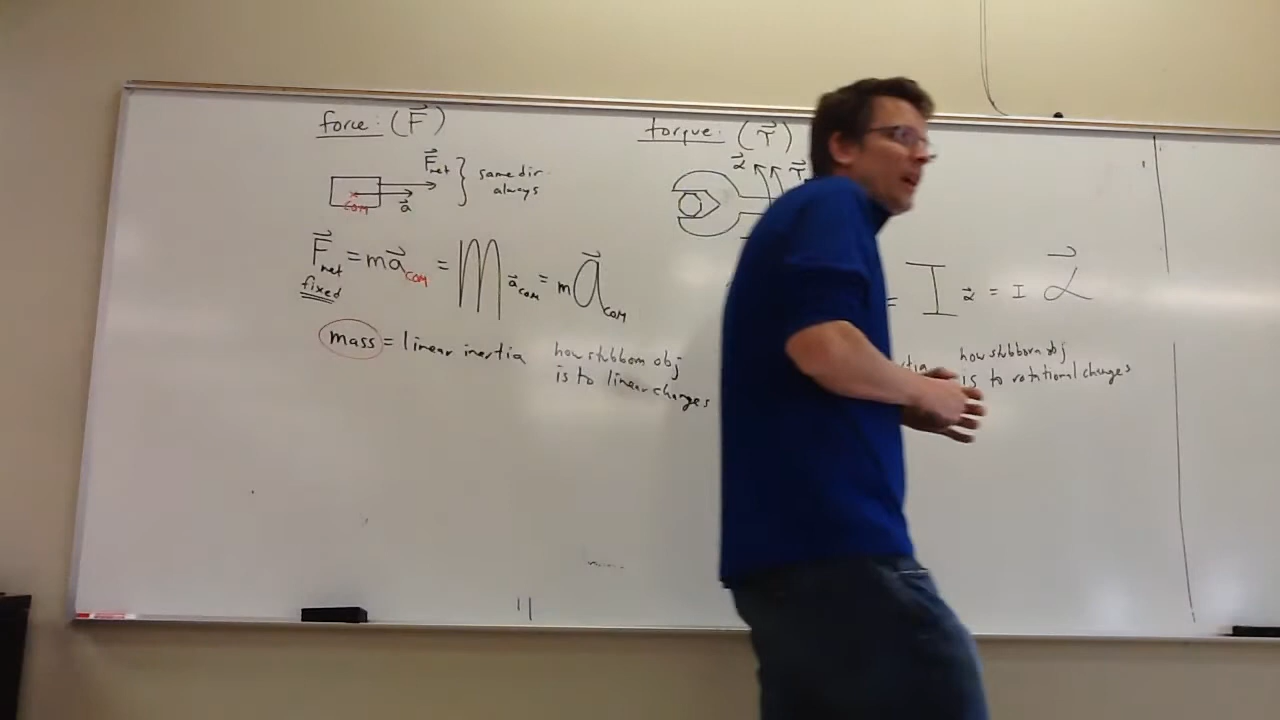 force: (F⃗)
F⃗net
a⃗
COM
same dir
always
F⃗net = ma⃗COM = m a⃗COM = m a⃗COM
fixed
mass = linear inertia
how stubborn obj
is to linear changes
torque: (τ⃗)
α⃗ τ⃗
= I α⃗ = I α⃗
how stubborn obj
is to rotational changes